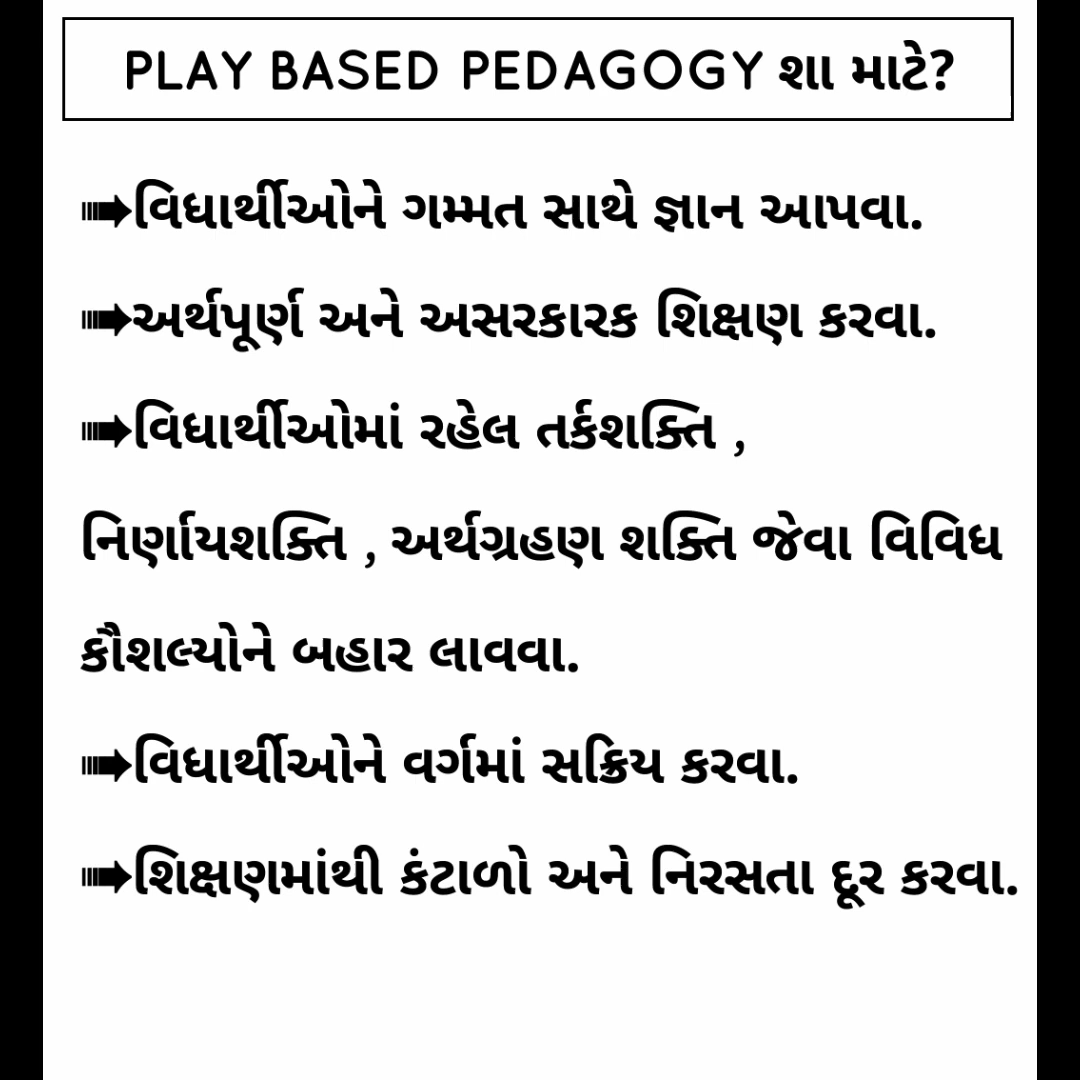 PLAY BASED PEDAGOGY શા માટે?
➠વિધાર્થીઓને ગમ્મત સાથે જ્ઞાન આપવા.
➠અર્થપૂર્ણ અને અસરકારક શિક્ષણ કરવા.
➠વિધાર્થીઓમાં રહેલ તર્કશક્તિ ,
નિર્ણાયશક્તિ , અર્થગ્રહણ શક્તિ જેવા વિવિધ
કૌશલ્યોને બહાર લાવવા.
➠વિધાર્થીઓને વર્ગમાં સક્રિય કરવા.
➠શિક્ષણમાંથી કંટાળો અને નિરસતા દૂર કરવા.